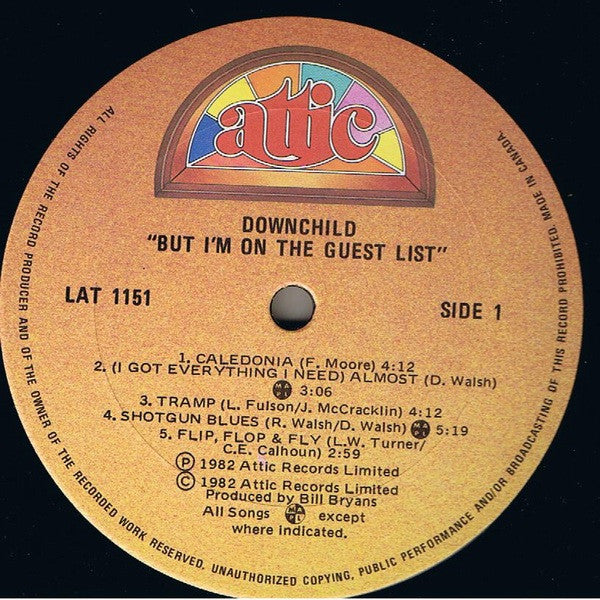 attic
DOWNCHILD
"BUT I'M ON THE GUEST LIST"
LAT 1151
SIDE 1
1. CALEDONIA (F. Moore) 4:12
2. (I GOT EVERYTHING I NEED) ALMOST (D. Walsh)
MAPL 3:06
3. TRAMP (L. Fulson/J. McCracklin) 4:12
4. SHOTGUN BLUES (R. Walsh/D. Walsh) MAPL 5:19
5. FLIP, FLOP & FLY (L.W. Turner/
C.E. Calhoun) 2:59
Ⓟ 1982 Attic Records Limited
© 1982 Attic Records Limited
Produced by Bill Bryans
All Songs MAPL except
where indicated.
ALL RIGHTS OF THE RECORD PRODUCER AND OF THE OWNER OF THE RECORDED WORK RESERVED. UNAUTHORIZED COPYING, PUBLIC PERFORMANCE AND/OR BROADCASTING OF THIS RECORD PROHIBITED. MADE IN CANADA.